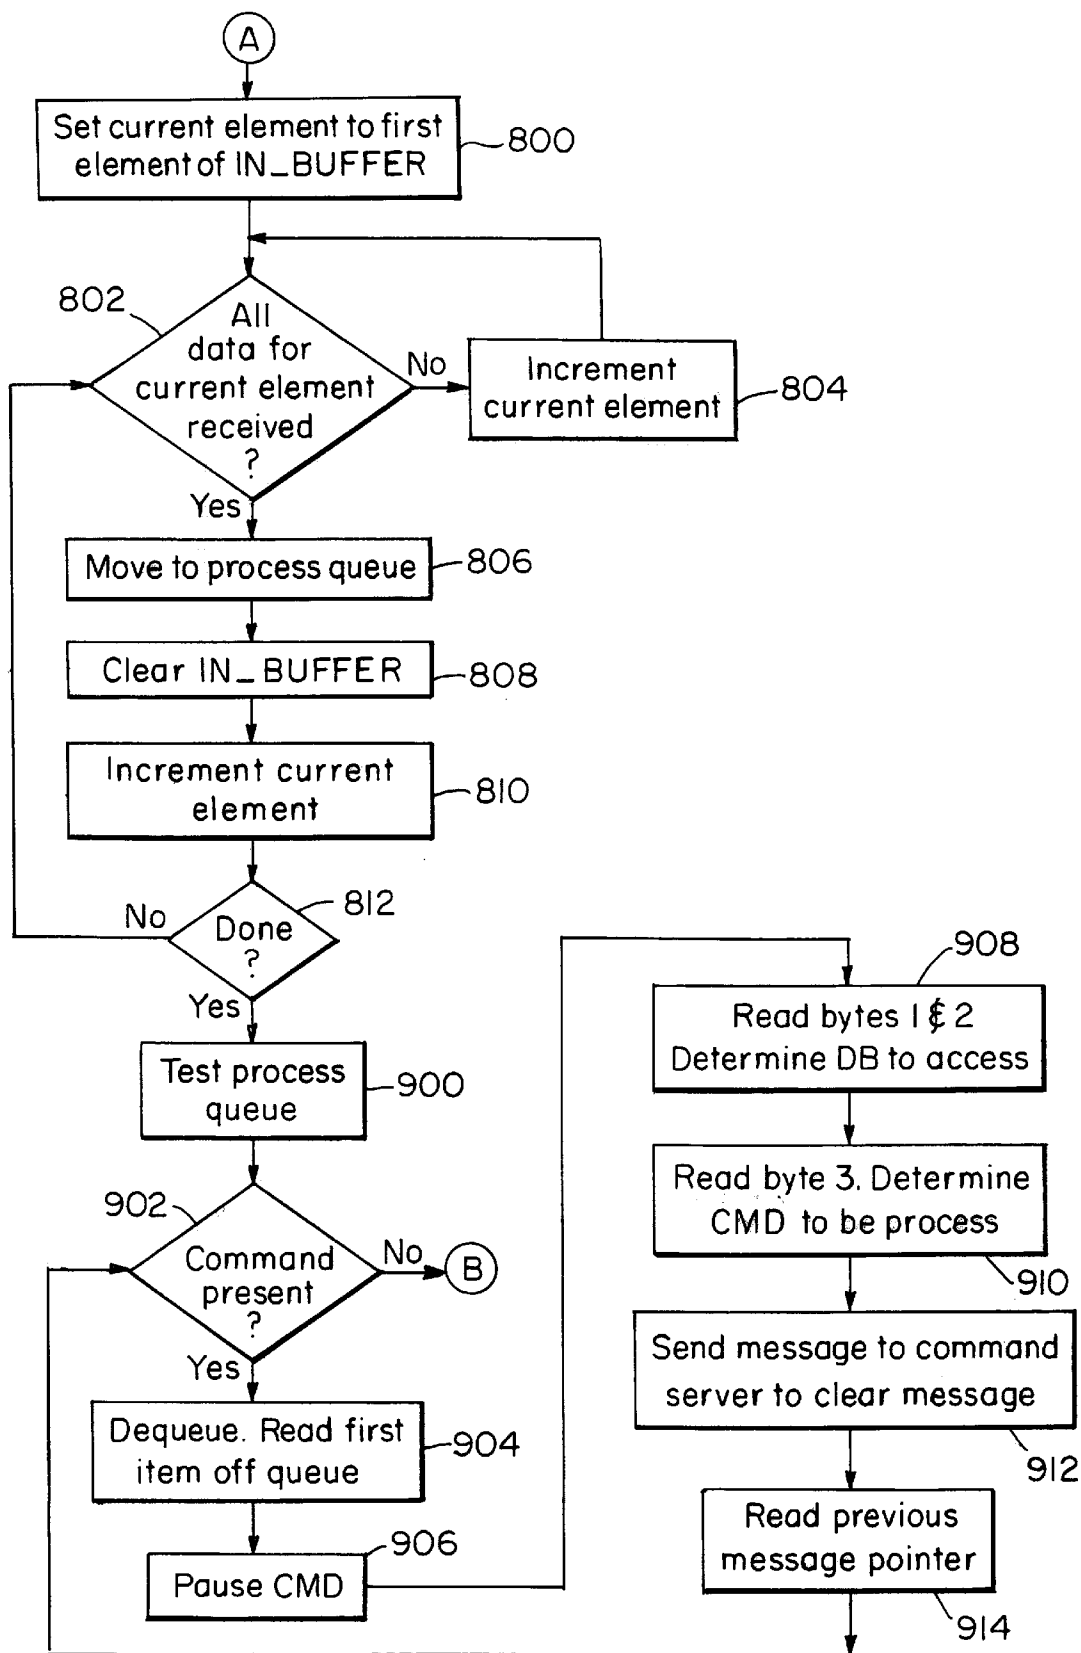 A
Set current element to first
element of IN_BUFFER
800
802
All
data for
current element
received
?
No
Increment
current element
804
Yes
Move to process queue
806
Clear IN_BUFFER
808
Increment current
element
810
812
Done
?
No
Yes
Test process
queue
900
902
Command
present
?
No
B
Yes
Dequeue. Read first
item off queue
904
906
Pause CMD
908
Read bytes 1 & 2
Determine DB to access
Read byte 3. Determine
CMD to be process
910
Send message to command
server to clear message
912
Read previous
message pointer
914